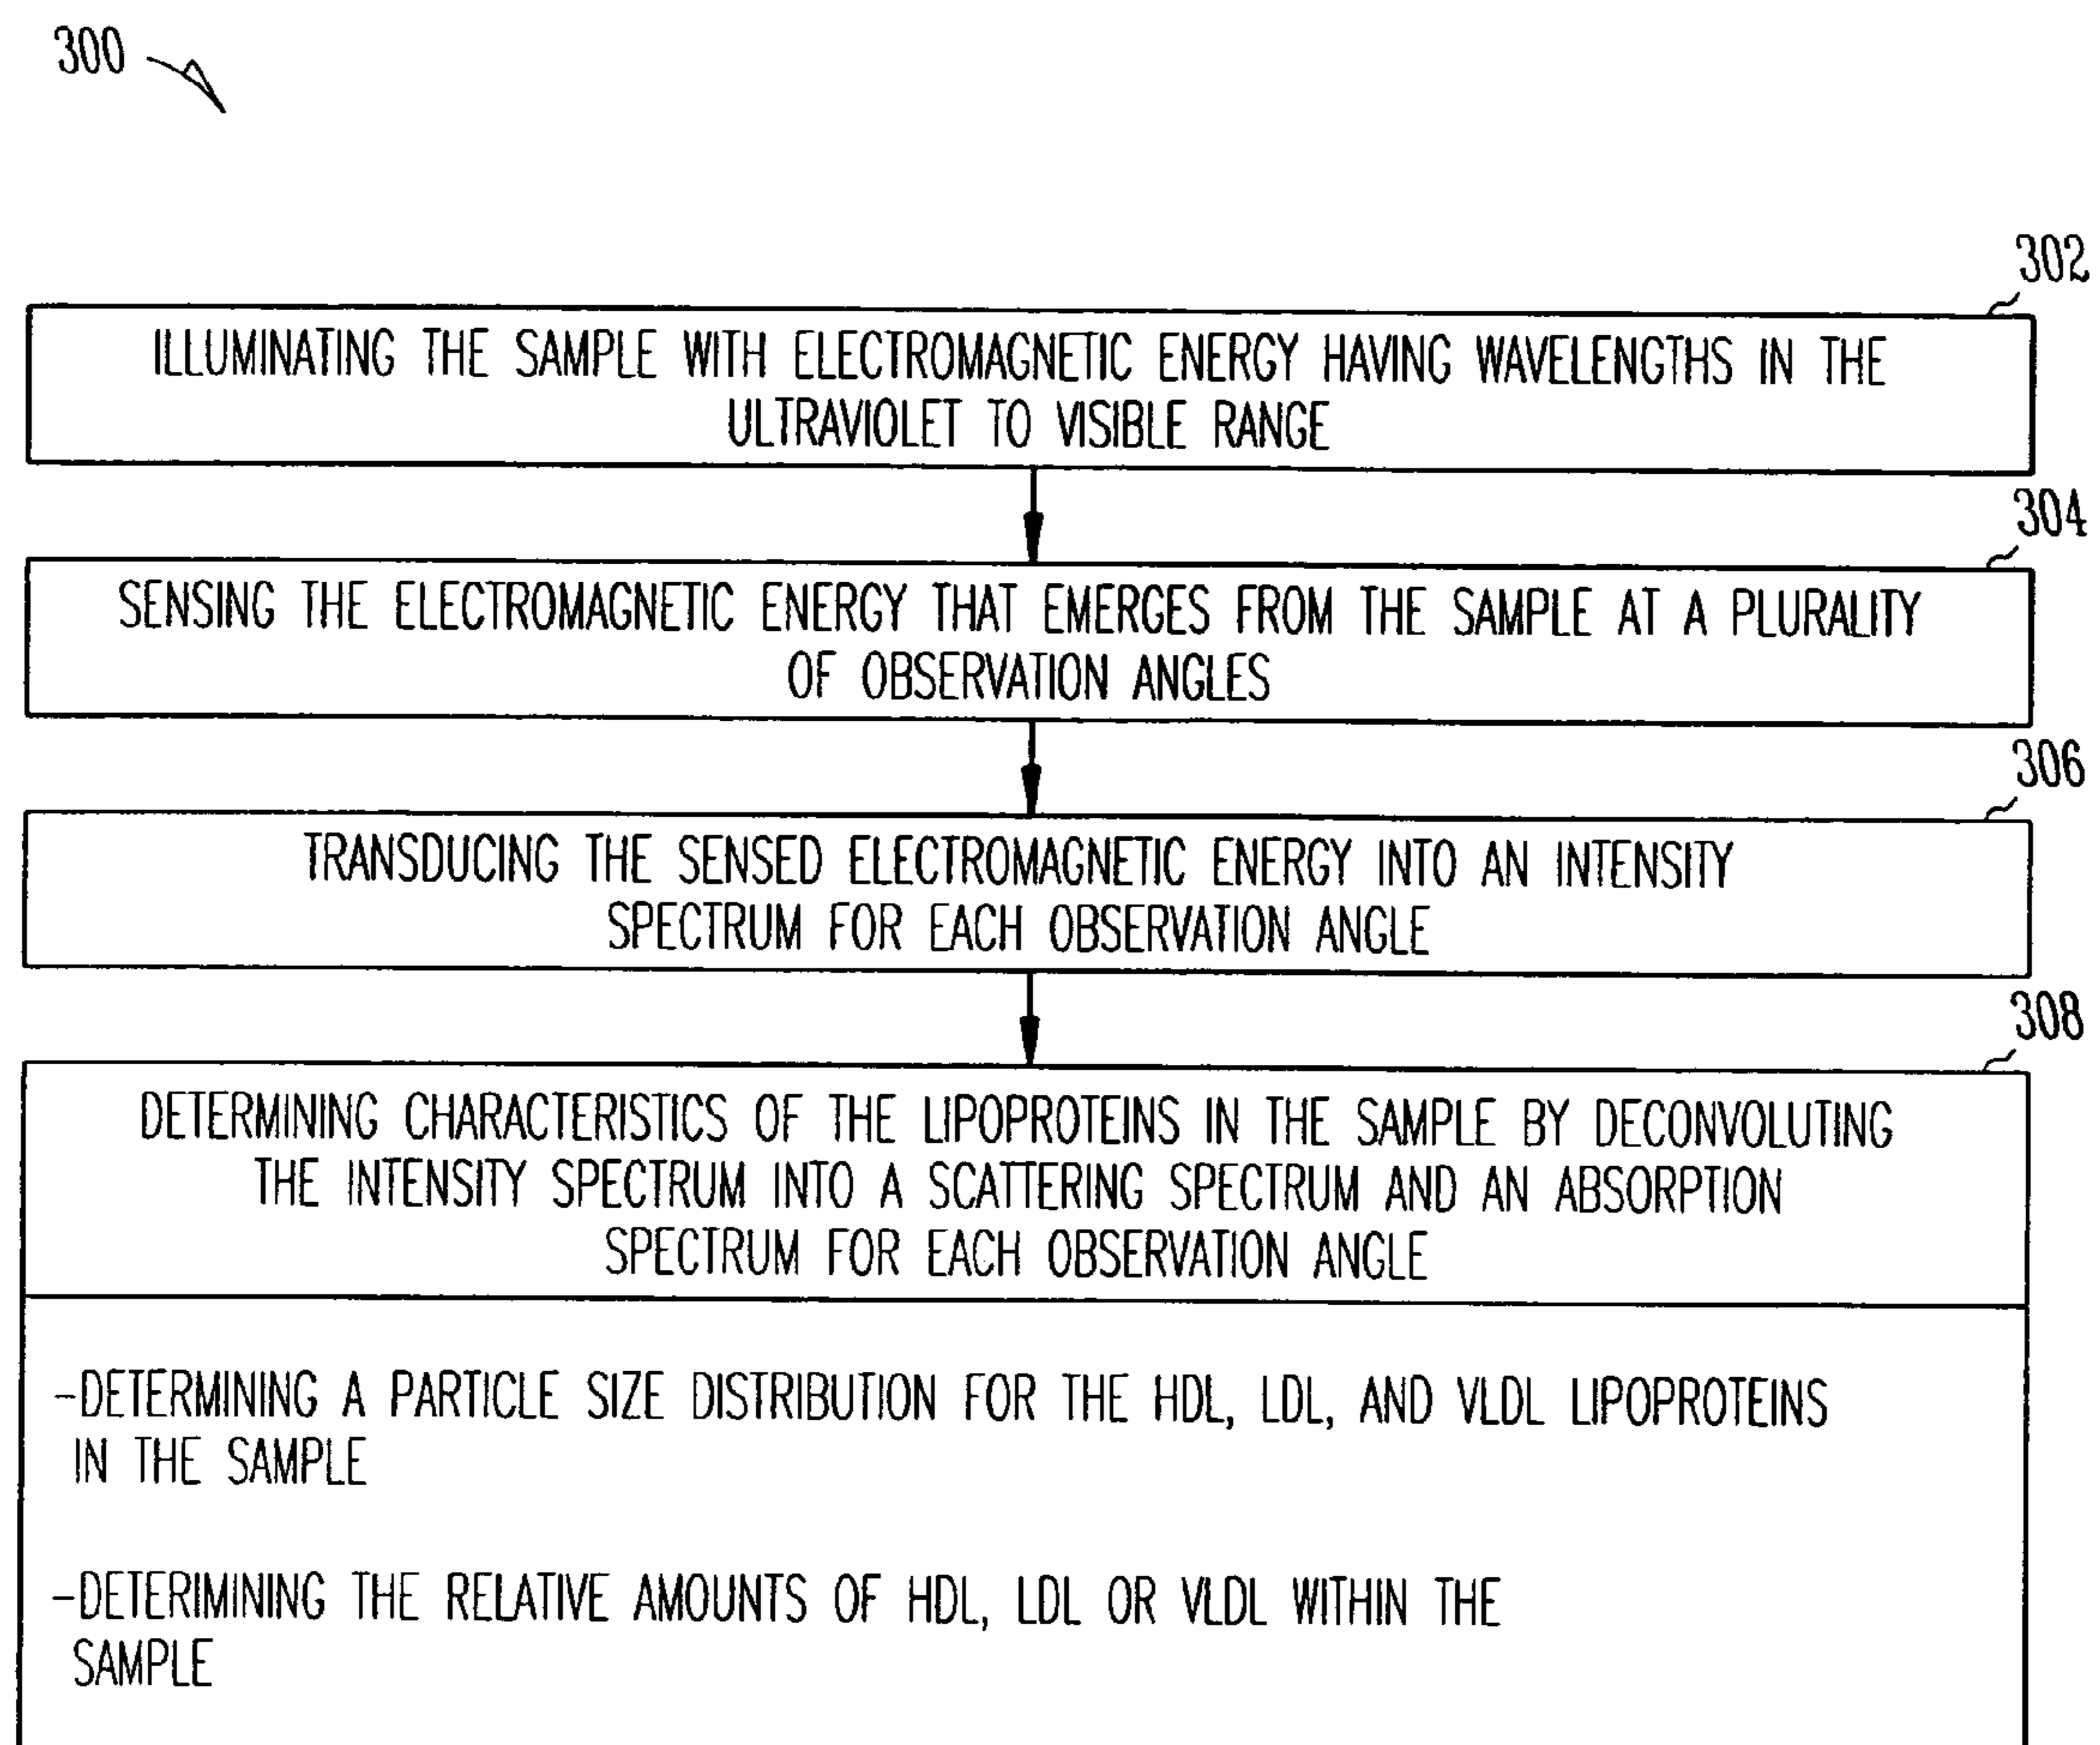 300
302
ILLUMINATING THE SAMPLE WITH ELECTROMAGNETIC ENERGY HAVING WAVELENGTHS IN THE
ULTRAVIOLET TO VISIBLE RANGE
304
SENSING THE ELECTROMAGNETIC ENERGY THAT EMERGES FROM THE SAMPLE AT A PLURALITY
OF OBSERVATION ANGLES
306
TRANSDUCING THE SENSED ELECTROMAGNETIC ENERGY INTO AN INTENSITY
SPECTRUM FOR EACH OBSERVATION ANGLE
308
DETERMINING CHARACTERISTICS OF THE LIPOPROTEINS IN THE SAMPLE BY DECONVOLUTING
THE INTENSITY SPECTRUM INTO A SCATTERING SPECTRUM AND AN ABSORPTION
SPECTRUM FOR EACH OBSERVATION ANGLE
-DETERMINING A PARTICLE SIZE DISTRIBUTION FOR THE HDL, LDL, AND VLDL LIPOPROTEINS
IN THE SAMPLE
-DETERIMINING THE RELATIVE AMOUNTS OF HDL, LDL OR VLDL WITHIN THE
SAMPLE